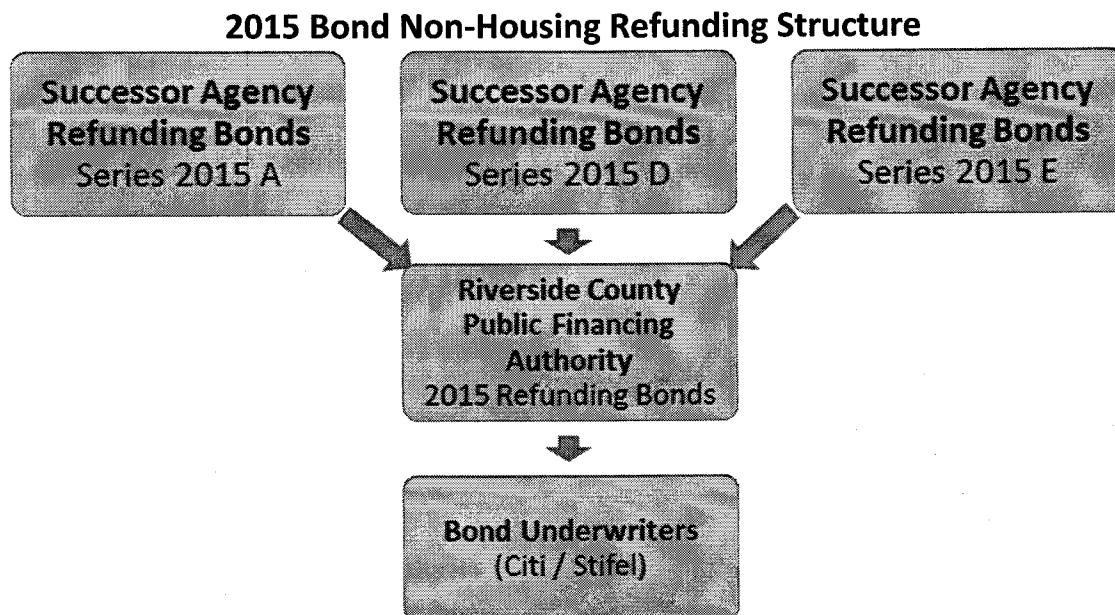 2015 Bond Non-Housing Refunding Structure
Successor Agency
Refunding Bonds
Series 2015 A
Successor Agency
Refunding Bonds
Series 2015 D
Successor Agency
Refunding Bonds
Series 2015 E
Riverside County
Public Financing
Authority
2015 Refunding Bonds
Bond Underwriters
(Citi / Stifel)